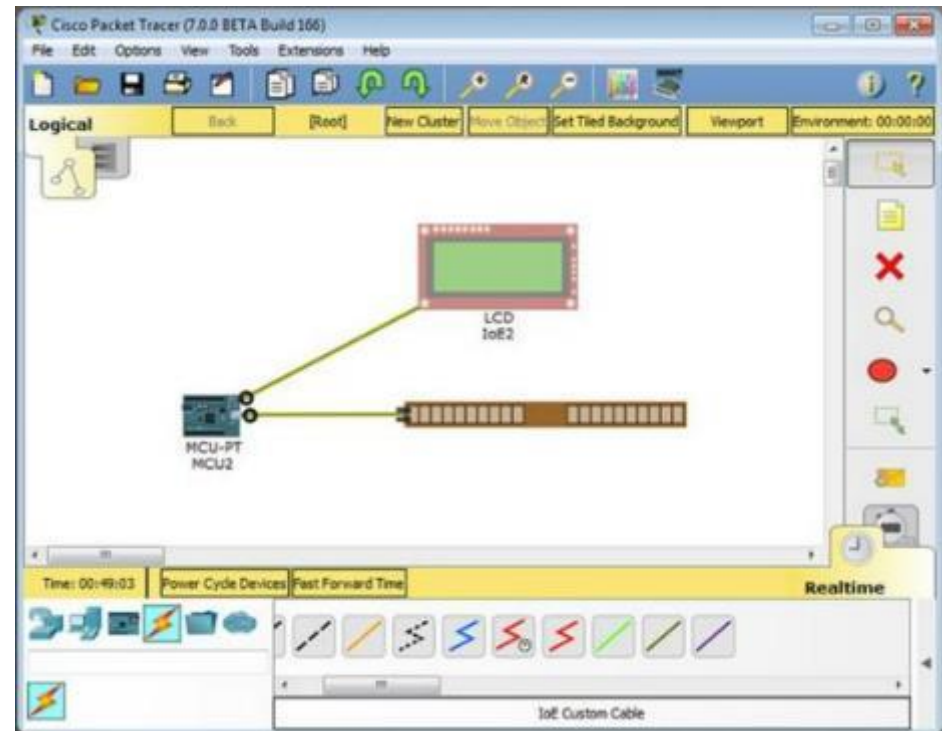 Cisco Packet Tracer (7.0.0 BETA Build 166)
File Edit Options View Tools Extensions Help
Logical Back [Root] New Cluster Move Object Set Tiled Background Viewport Environment: 00:00:00
LCD
IoE2
MCU-PT
MCU2
Time: 00:49:03 Power Cycle Devices Fast Forward Time Realtime
IoE Custom Cable